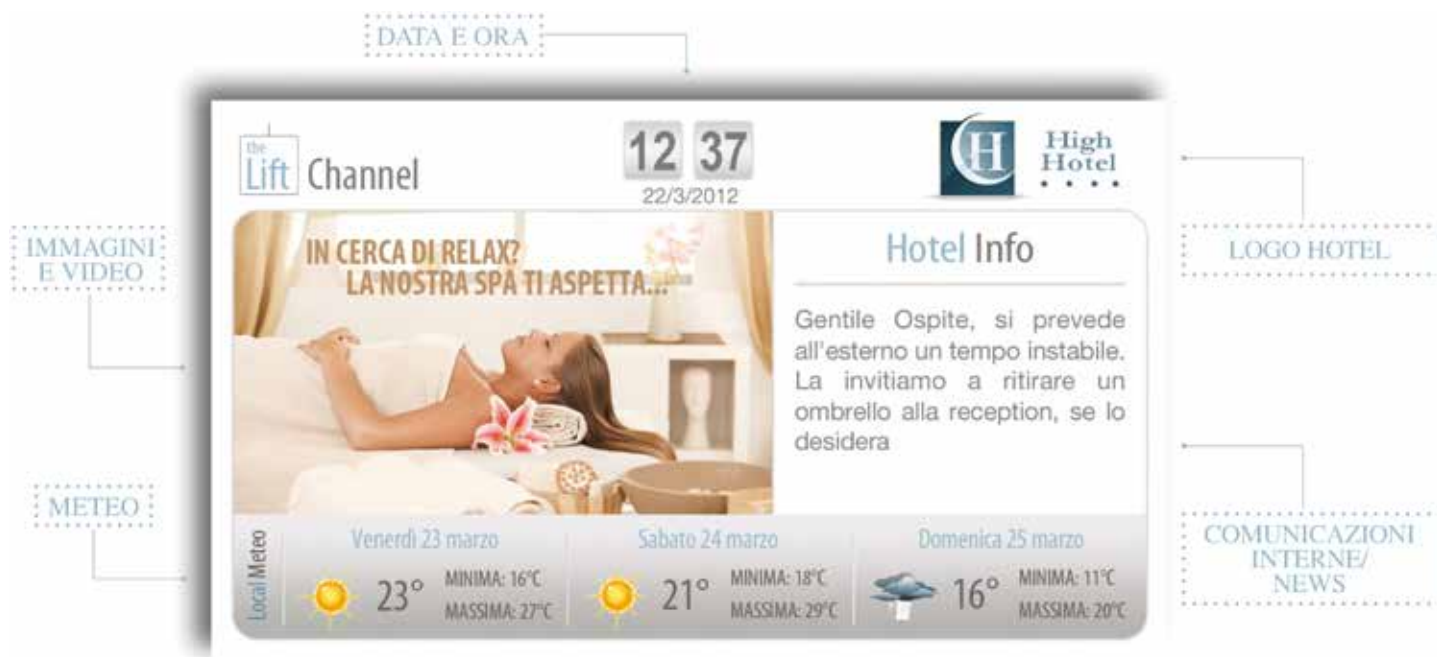 DATA E ORA
the
Lift Channel
12 37
22/3/2012
H
High
Hotel
IMMAGINI
E VIDEO
LOGO HOTEL
IN CERCA DI RELAX?
LA NOSTRA SPA TI ASPETTA...
Hotel Info
Gentile Ospite, si prevede
all'esterno un tempo instabile.
La invitiamo a ritirare un
ombrello alla reception, se lo
desidera
METEO
COMUNICAZIONI
INTERNE/
NEWS
Local Meteo
Venerdì 23 marzo
23°
MINIMA: 16°C
MASSIMA: 27°C
Sabato 24 marzo
21°
MINIMA: 18°C
MASSIMA: 29°C
Domenica 25 marzo
16°
MINIMA: 11°C
MASSIMA: 20°C